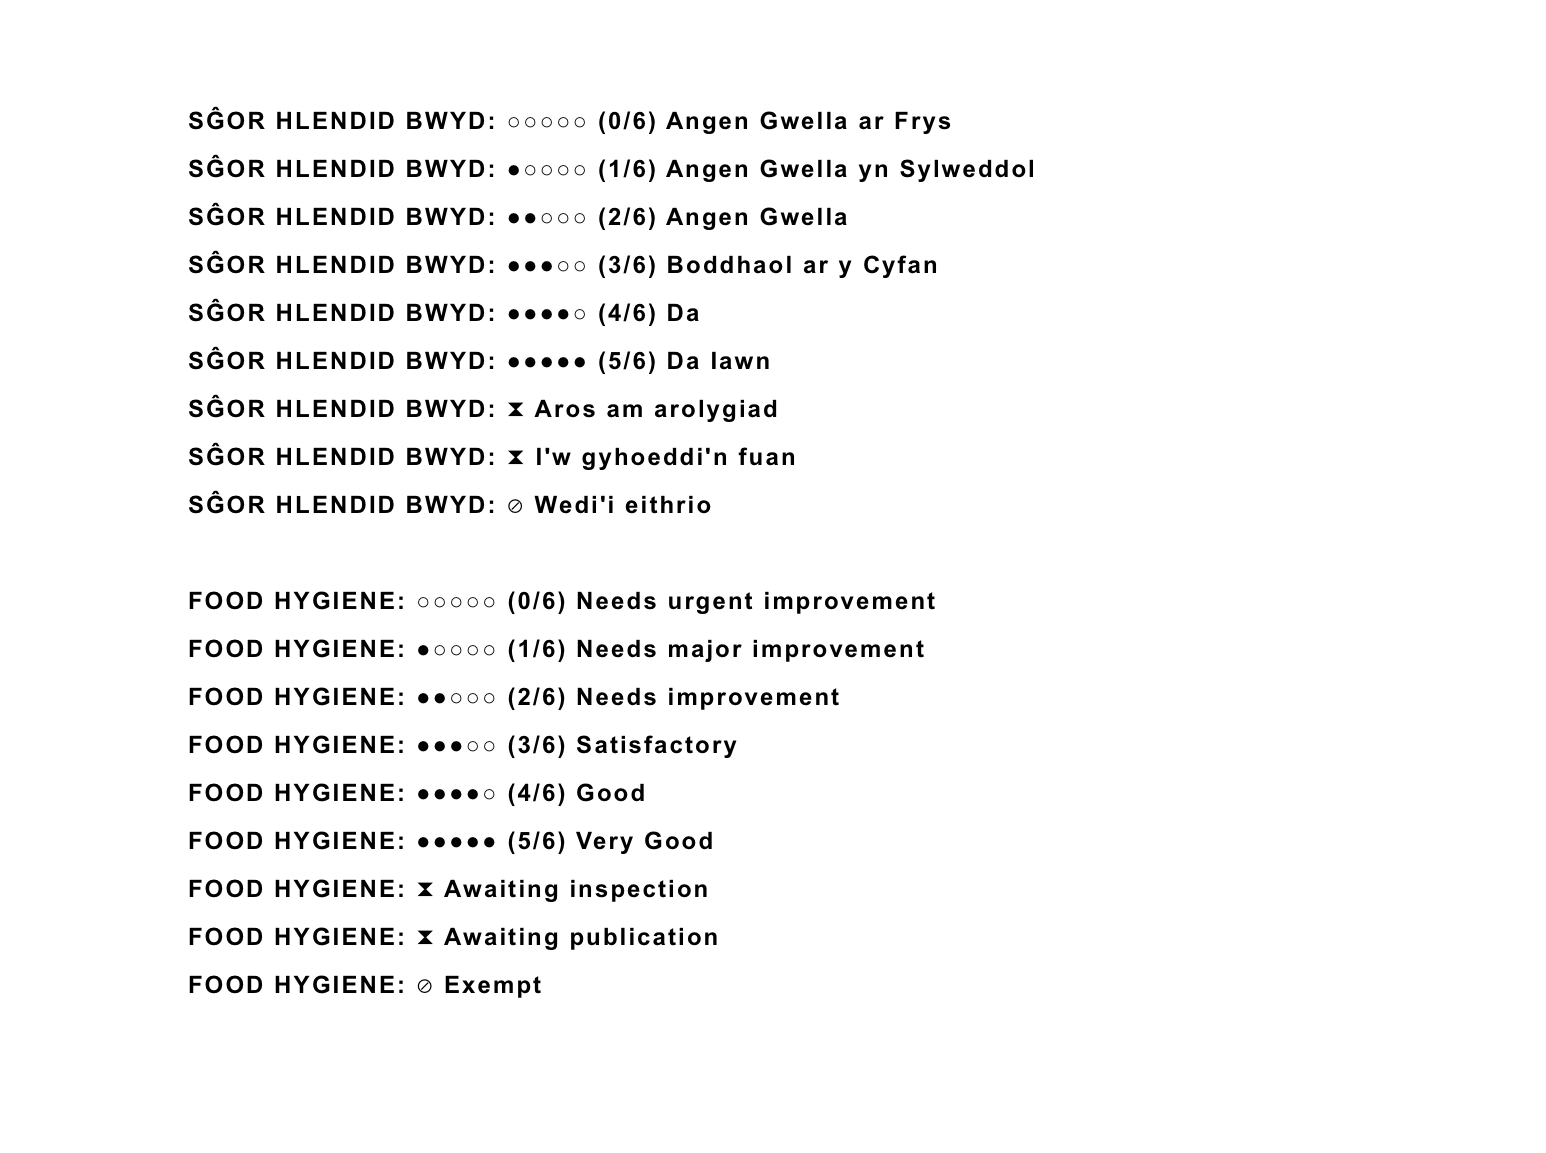 SĜOR HLENDID BWYD: ○○○○○ (0/6) Angen Gwella ar Frys
SĜOR HLENDID BWYD: ●○○○○ (1/6) Angen Gwella yn Sylweddol
SĜOR HLENDID BWYD: ●●○○○ (2/6) Angen Gwella
SĜOR HLENDID BWYD: ●●●○○ (3/6) Boddhaol ar y Cyfan
SĜOR HLENDID BWYD: ●●●●○ (4/6) Da
SĜOR HLENDID BWYD: ●●●●● (5/6) Da Iawn
SĜOR HLENDID BWYD: ⧗ Aros am arolygiad
SĜOR HLENDID BWYD: ⧗ I'w gyhoeddi'n fuan
SĜOR HLENDID BWYD: ⊘ Wedi'i eithrio
FOOD HYGIENE: ○○○○○ (0/6) Needs urgent improvement
FOOD HYGIENE: ●○○○○ (1/6) Needs major improvement
FOOD HYGIENE: ●●○○○ (2/6) Needs improvement
FOOD HYGIENE: ●●●○○ (3/6) Satisfactory
FOOD HYGIENE: ●●●●○ (4/6) Good
FOOD HYGIENE: ●●●●● (5/6) Very Good
FOOD HYGIENE: ⧗ Awaiting inspection
FOOD HYGIENE: ⧗ Awaiting publication
FOOD HYGIENE: ⊘ Exempt